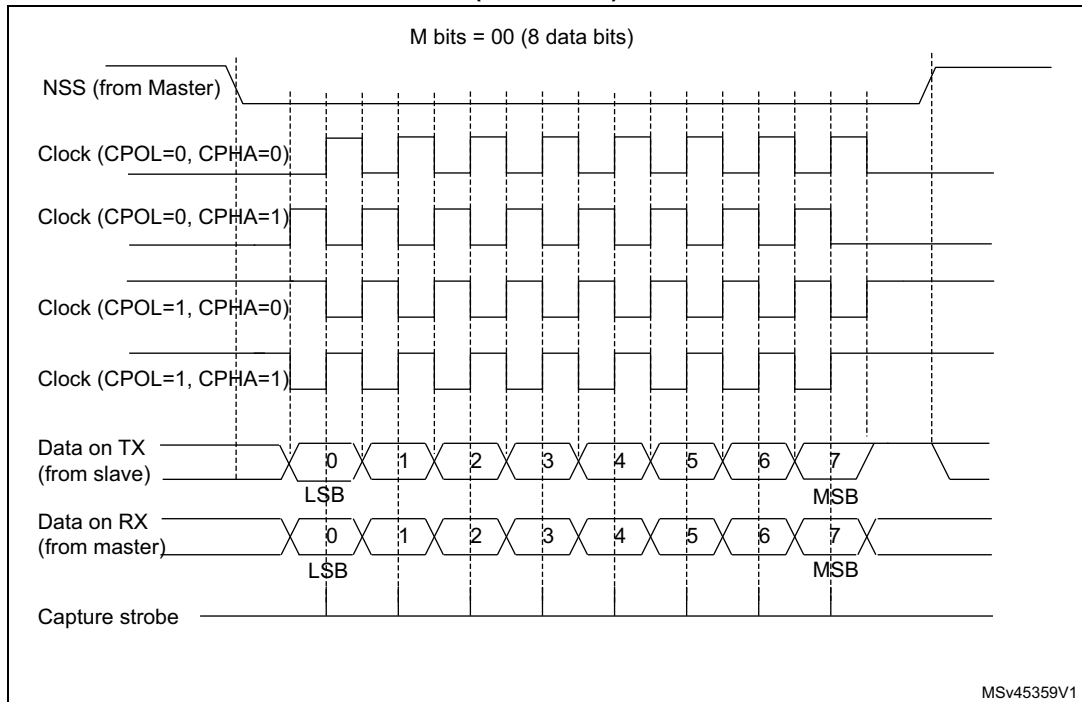 M bits = 00 (8 data bits)
NSS (from Master)
Clock (CPOL=0, CPHA=0)
Clock (CPOL=0, CPHA=1)
Clock (CPOL=1, CPHA=0)
Clock (CPOL=1, CPHA=1)
Data on TX
(from slave)
0 1 2 3 4 5 6 7
LSB MSB
Data on RX
(from master)
0 1 2 3 4 5 6 7
LSB MSB
Capture strobe
MSv45359V1